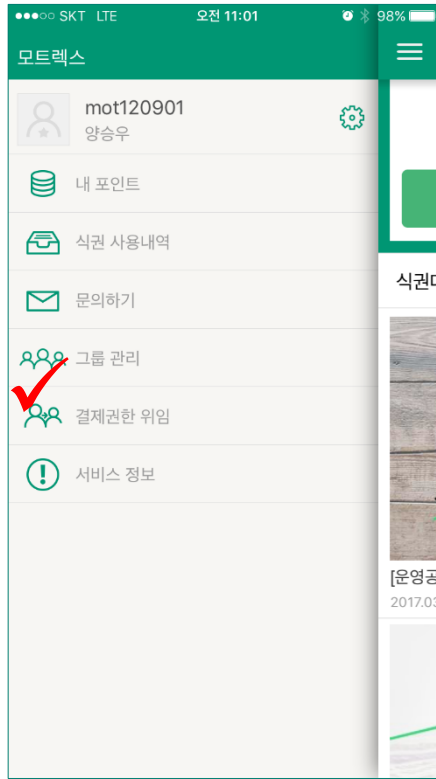 ●●●○○ SKT LTE 오전 11:01 98%
모트렉스
mot120901
양승우
내 포인트
식권 사용내역
문의하기
그룹 관리
결제권한 위임
서비스 정보
식권
[운영공
2017.03